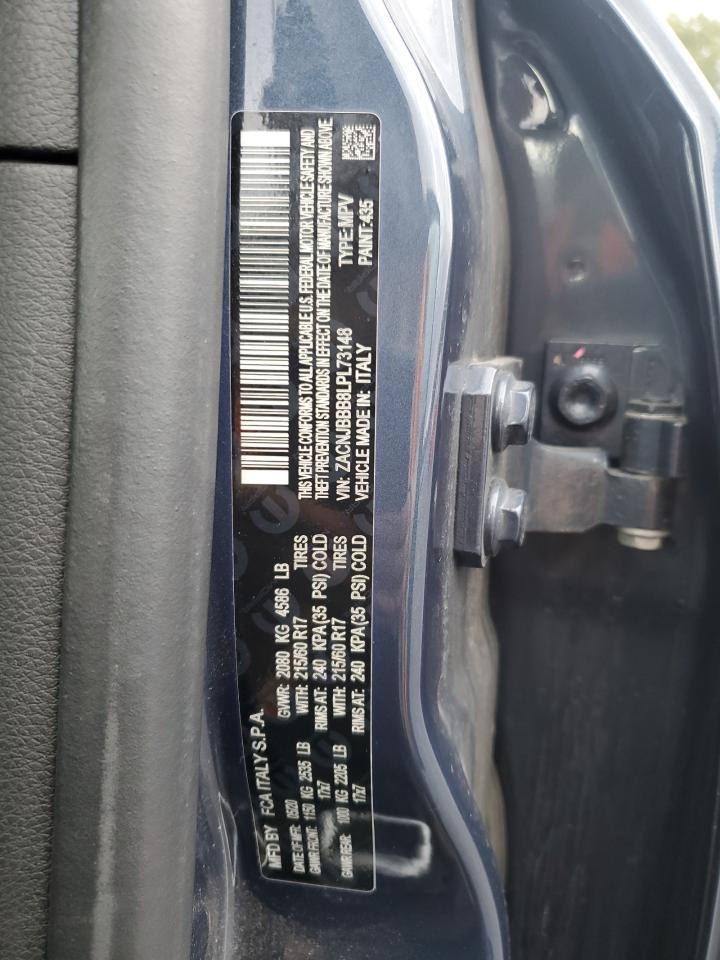 MFD BY FCA ITALY S.P.A.
DATE OF MFR: 0520 GVWR: 2080 KG 4586 LB
GAWR FRONT: 1150 KG 2535 LB WITH: 215/60 R17 TIRES
17x7 RIMS AT: 240 KPA(35 PSI) COLD
GAWR REAR: 1000 KG 2205 LB WITH: 215/60 R17 TIRES
17x7 RIMS AT: 240 KPA(35 PSI) COLD
THIS VEHICLE CONFORMS TO ALL APPLICABLE U.S. FEDERAL MOTOR VEHICLE SAFETY AND
THEFT PREVENTION STANDARDS IN EFFECT ON THE DATE OF MANUFACTURE SHOWN ABOVE.
VIN: ZACNJBBB8LPL73148 TYPE: MPV
VEHICLE MADE IN: ITALY PAINT: 435